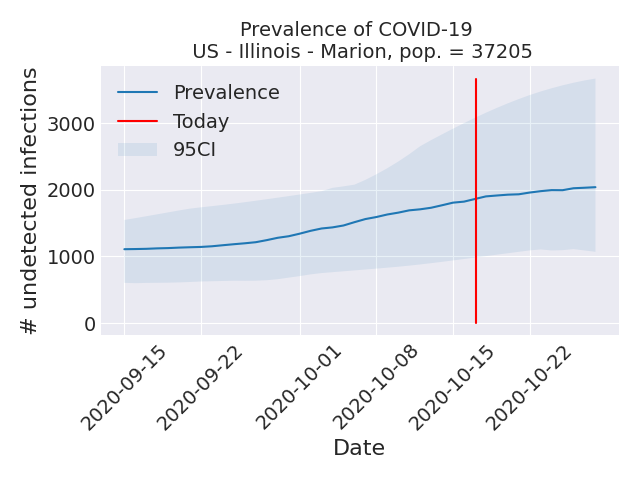 Prevalence of COVID-19
US - Illinois - Marion, pop. = 37205
Prevalence
Today
95CI
# undetected infections
3000
2000
1000
0
2020-09-15
2020-09-22
2020-10-01
2020-10-08
2020-10-15
2020-10-22
Date